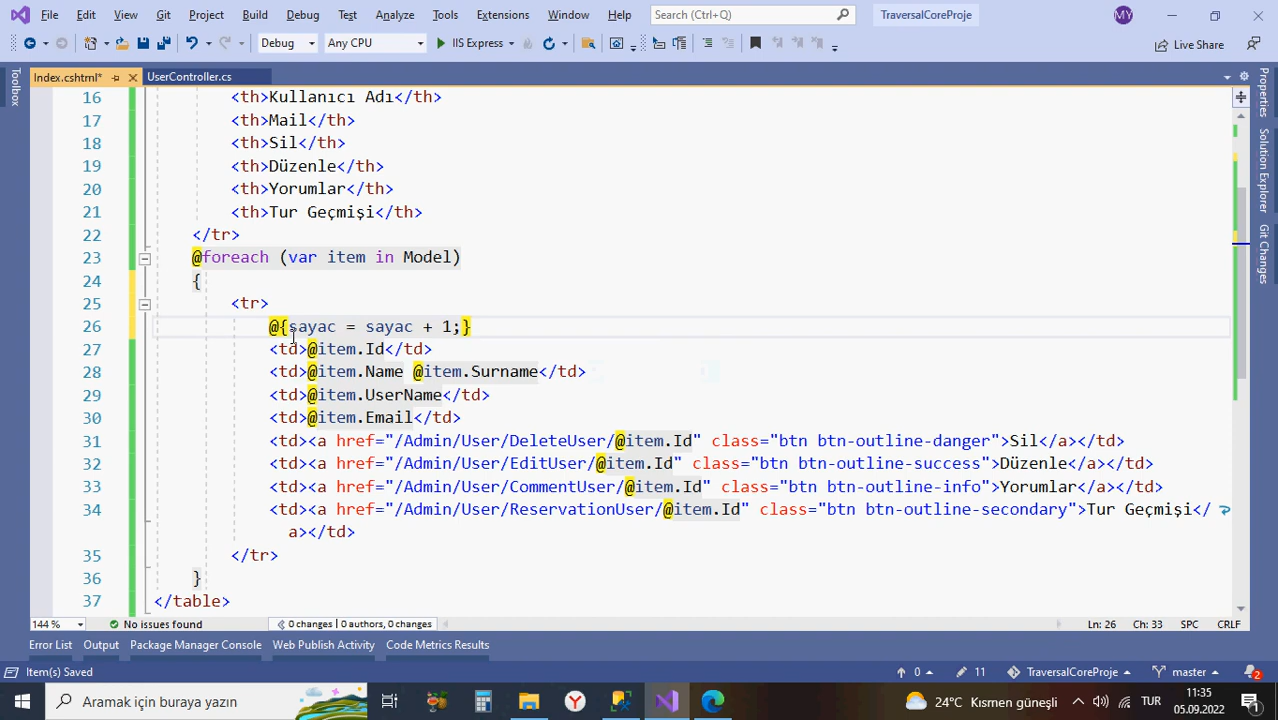 File Edit View Git Project Build Debug Test Analyze Tools Extensions Window Help Search (Ctrl+Q) TraversalCoreProje MY
Debug Any CPU IIS Express Live Share
Toolbox
Index.cshtml* UserController.cs
16 <th>Kullanıcı Adı</th>
17 <th>Mail</th>
18 <th>Sil</th>
19 <th>Düzenle</th>
20 <th>Yorumlar</th>
21 <th>Tur Geçmişi</th>
22 </tr>
23 @foreach (var item in Model)
24 {
25 <tr>
26 @{sayac = sayac + 1;}
27 <td>@item.Id</td>
28 <td>@item.Name @item.Surname</td>
29 <td>@item.UserName</td>
30 <td>@item.Email</td>
31 <td><a href="/Admin/User/DeleteUser/@item.Id" class="btn btn-outline-danger">Sil</a></td>
32 <td><a href="/Admin/User/EditUser/@item.Id" class="btn btn-outline-success">Düzenle</a></td>
33 <td><a href="/Admin/User/CommentUser/@item.Id" class="btn btn-outline-info">Yorumlar</a></td>
34 <td><a href="/Admin/User/ReservationUser/@item.Id" class="btn btn-outline-secondary">Tur Geçmişi</
a></td>
35 </tr>
36 }
37 </table>
Properties
Solution Explorer
Git Changes
144 % No issues found 0 changes | 0 authors, 0 changes Ln: 26 Ch: 33 SPC CRLF
Error List Output Package Manager Console Web Publish Activity Code Metrics Results
Item(s) Saved 0 11 TraversalCoreProje master 2
Aramak için buraya yazın 24°C Kısmen güneşli TUR 11:35
05.09.2022 1